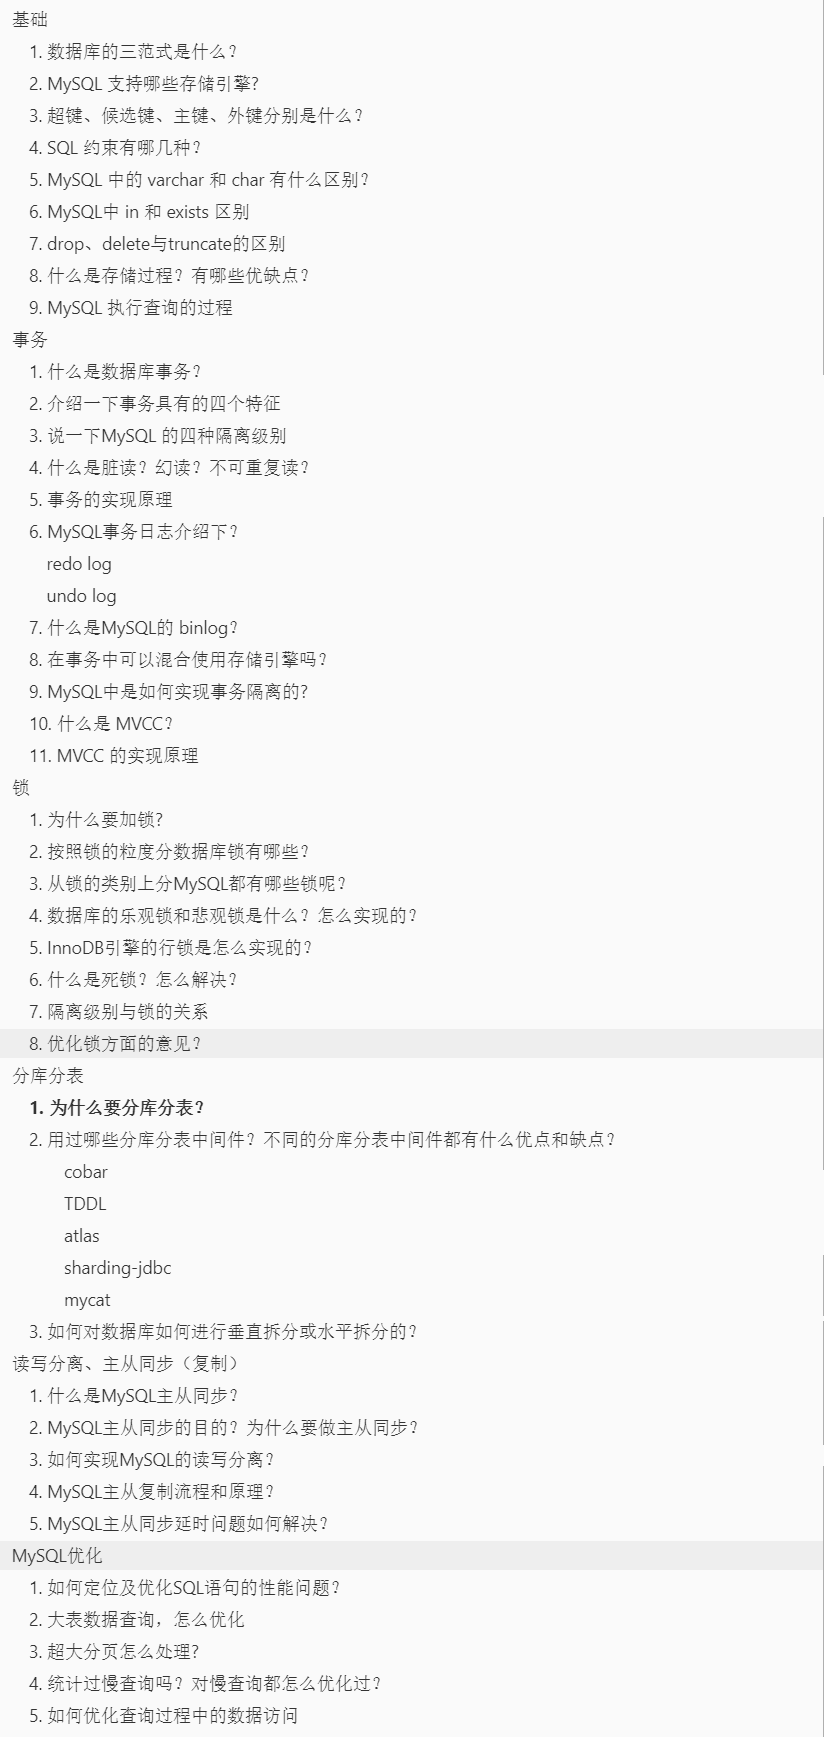 基础
1. 数据库的三范式是什么？
2. MySQL 支持哪些存储引擎?
3. 超键、候选键、主键、外键分别是什么？
4. SQL 约束有哪几种？
5. MySQL 中的 varchar 和 char 有什么区别？
6. MySQL中 in 和 exists 区别
7. drop、delete与truncate的区别
8. 什么是存储过程？有哪些优缺点？
9. MySQL 执行查询的过程
事务
1. 什么是数据库事务？
2. 介绍一下事务具有的四个特征
3. 说一下MySQL 的四种隔离级别
4. 什么是脏读？幻读？不可重复读？
5. 事务的实现原理
6. MySQL事务日志介绍下？
redo log
undo log
7. 什么是MySQL的 binlog？
8. 在事务中可以混合使用存储引擎吗？
9. MySQL中是如何实现事务隔离的?
10. 什么是 MVCC？
11. MVCC 的实现原理
锁
1. 为什么要加锁?
2. 按照锁的粒度分数据库锁有哪些？
3. 从锁的类别上分MySQL都有哪些锁呢？
4. 数据库的乐观锁和悲观锁是什么？怎么实现的？
5. InnoDB引擎的行锁是怎么实现的？
6. 什么是死锁？怎么解决？
7. 隔离级别与锁的关系
8. 优化锁方面的意见？
分库分表
1. 为什么要分库分表？
2. 用过哪些分库分表中间件？不同的分库分表中间件都有什么优点和缺点？
cobar
TDDL
atlas
sharding-jdbc
mycat
3. 如何对数据库如何进行垂直拆分或水平拆分的？
读写分离、主从同步（复制）
1. 什么是MySQL主从同步？
2. MySQL主从同步的目的？为什么要做主从同步？
3. 如何实现MySQL的读写分离？
4. MySQL主从复制流程和原理？
5. MySQL主从同步延时问题如何解决？
MySQL优化
1. 如何定位及优化SQL语句的性能问题？
2. 大表数据查询，怎么优化
3. 超大分页怎么处理?
4. 统计过慢查询吗？对慢查询都怎么优化过？
5. 如何优化查询过程中的数据访问